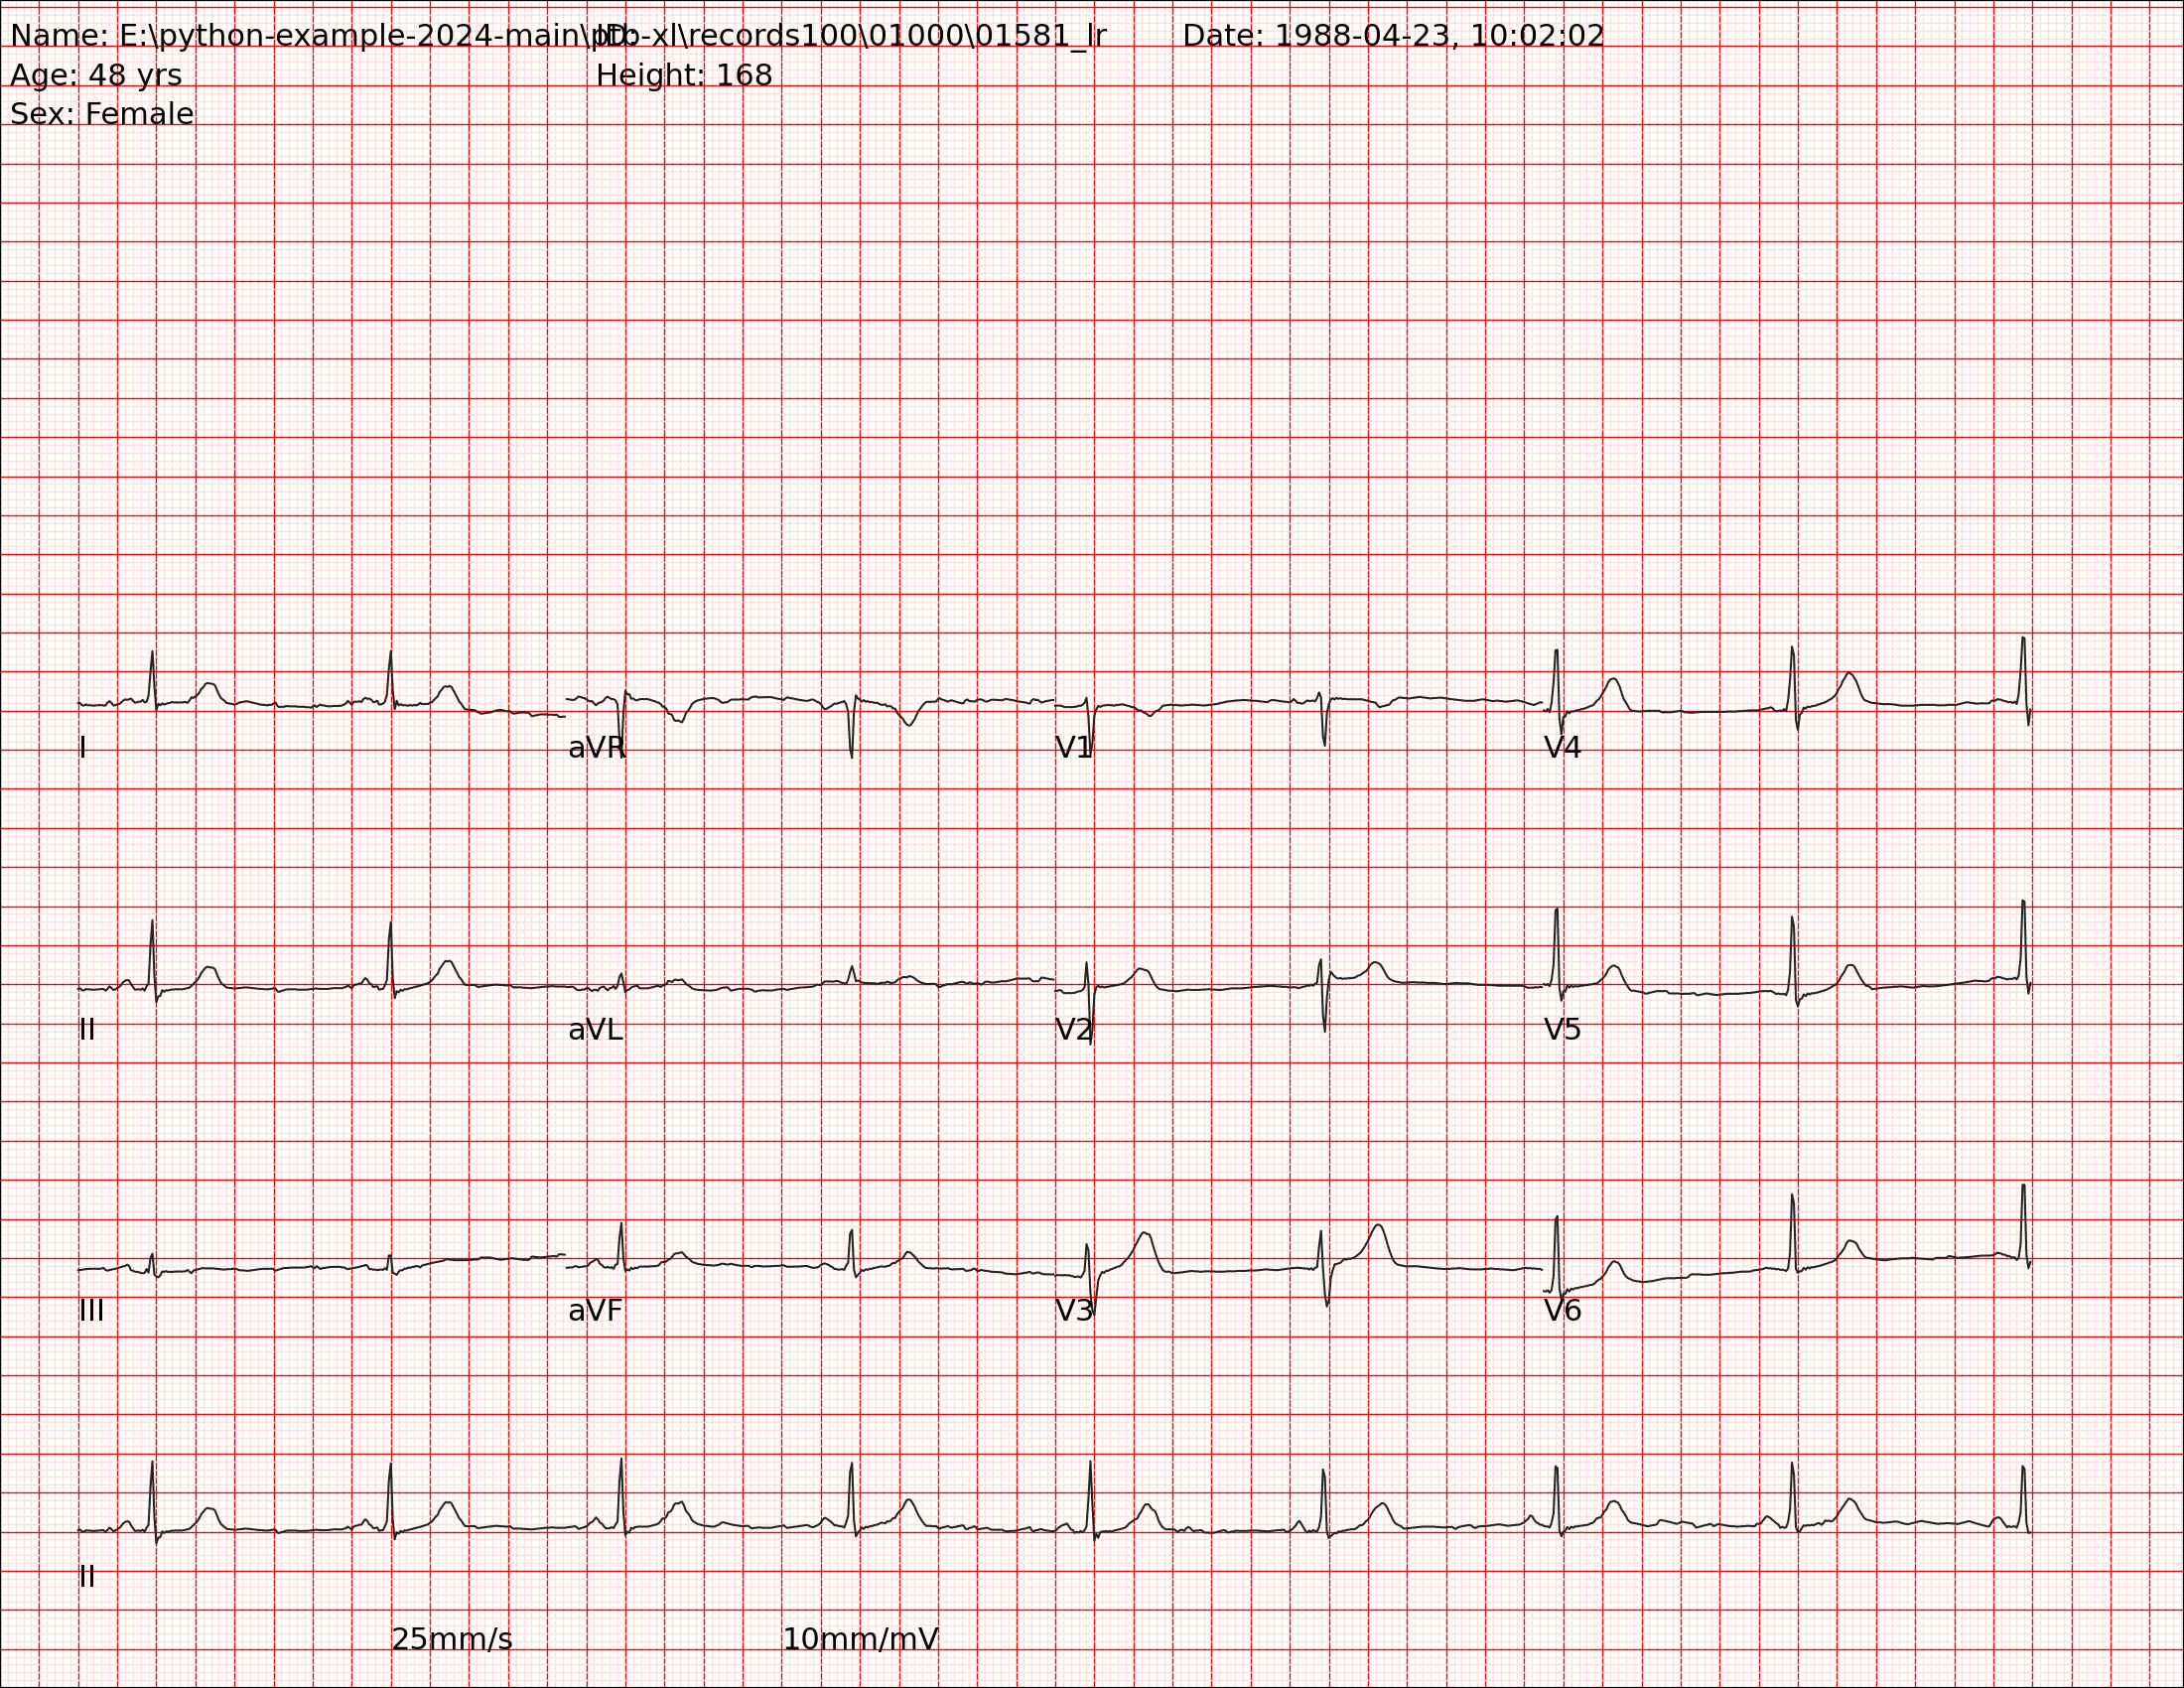 Name: E:\python-example-2024-main\ptb-xl\records100\01000\01581_lr ID: Date: 1988-04-23, 10:02:02
Age: 48 yrs Height: 168
Sex: Female
I aVR V1 V4
II aVL V2 V5
III aVF V3 V6
II
25mm/s 10mm/mV